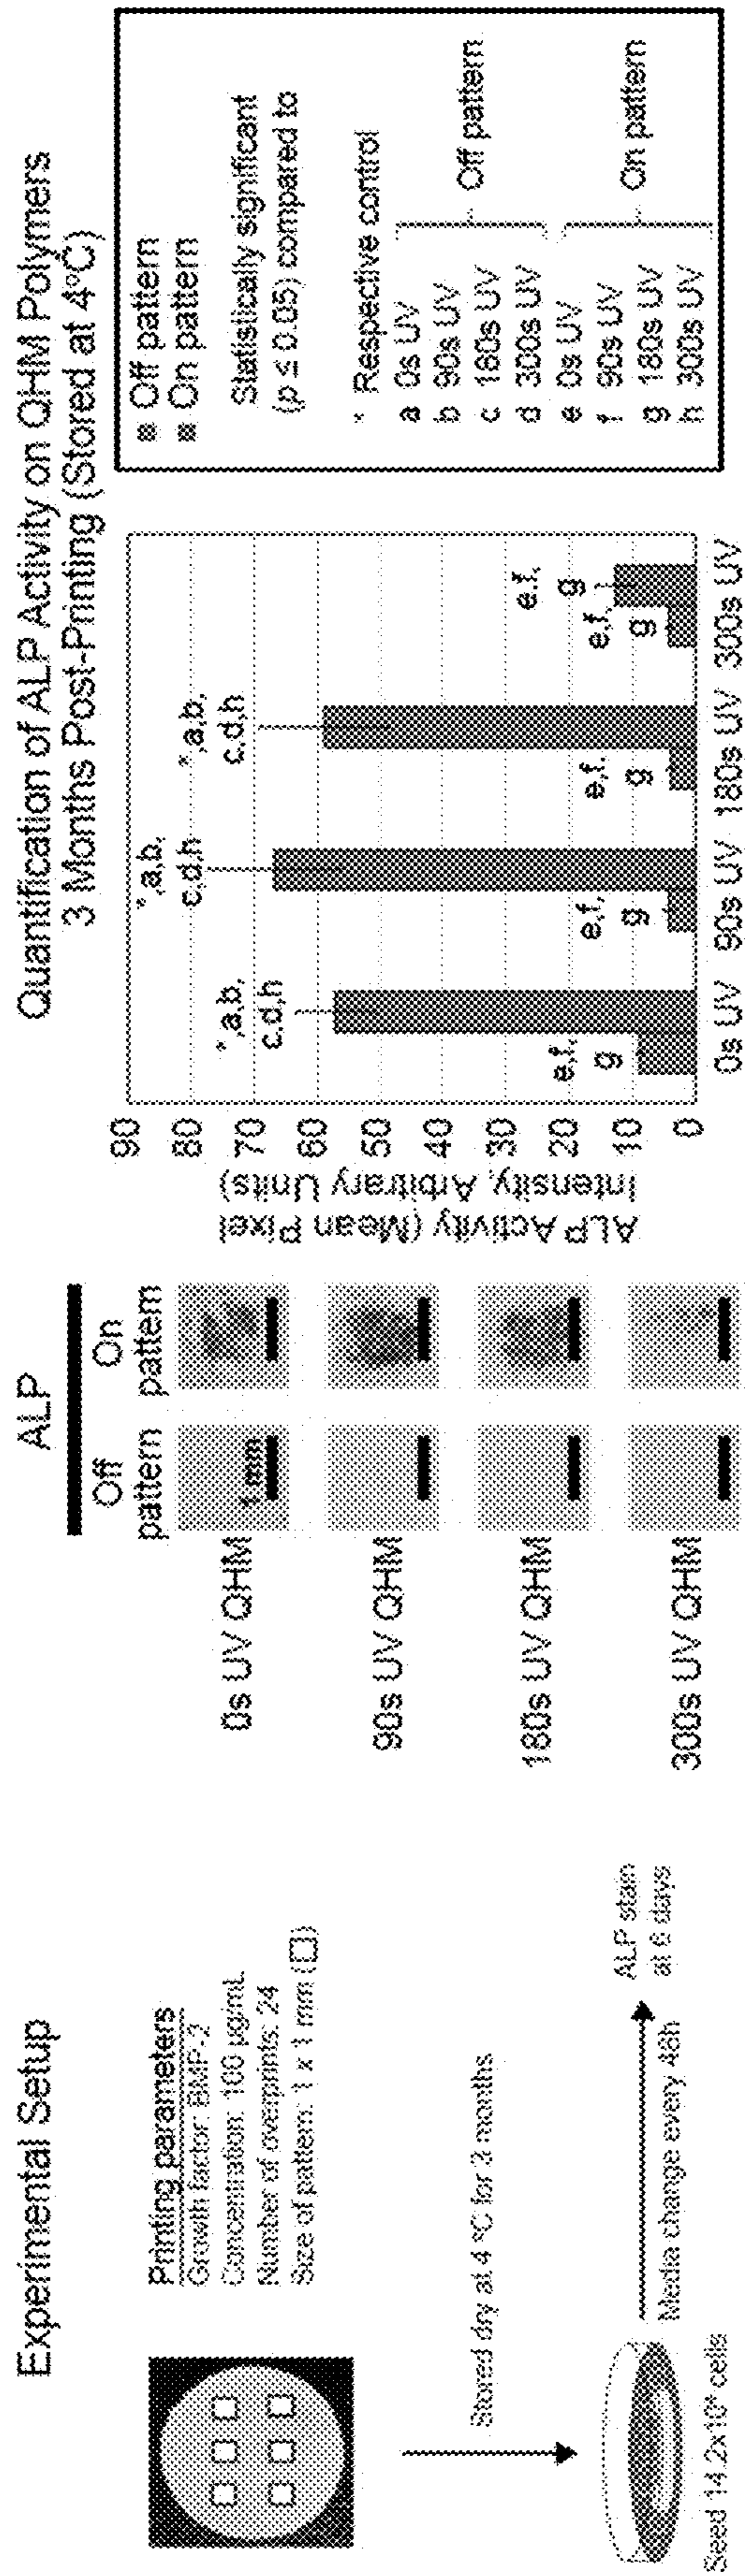 Experimental Setup
Printing parameters
Growth factor: BMP-2
Concentration: 100 µg/mL
Number of overprints: 24
Size of pattern: 1 x 1 mm (□)
Stored dry at 4 °C for 3 months
Seed 14.2x10⁴ cells
Media change every 48h
ALP stain
at 6 days
ALP
Off
pattern
On
pattern
0s UV QHM
1 mm
90s UV QHM
180s UV QHM
300s UV QHM
Quantification of ALP Activity on QHM Polymers
3 Months Post-Printing (Stored at 4°C)
ALP Activity (Mean Pixel
Intensity, Arbitrary Units)
90
80
70
60
50
40
30
20
10
0
e,f,
g
*,a,b,
c,d,h
e,f,
g
*,a,b,
c,d,h
e,f,
g
*,a,b,
c,d,h
e,f,
g
e,f,
g
0s UV
90s UV
180s UV
300s UV
Off pattern
On pattern
Statistically significant
(p ≤ 0.05) compared to
* Respective control
a 0s UV
b 90s UV
c 180s UV
d 300s UV
Off pattern
e 0s UV
f 90s UV
g 180s UV
h 300s UV
On pattern